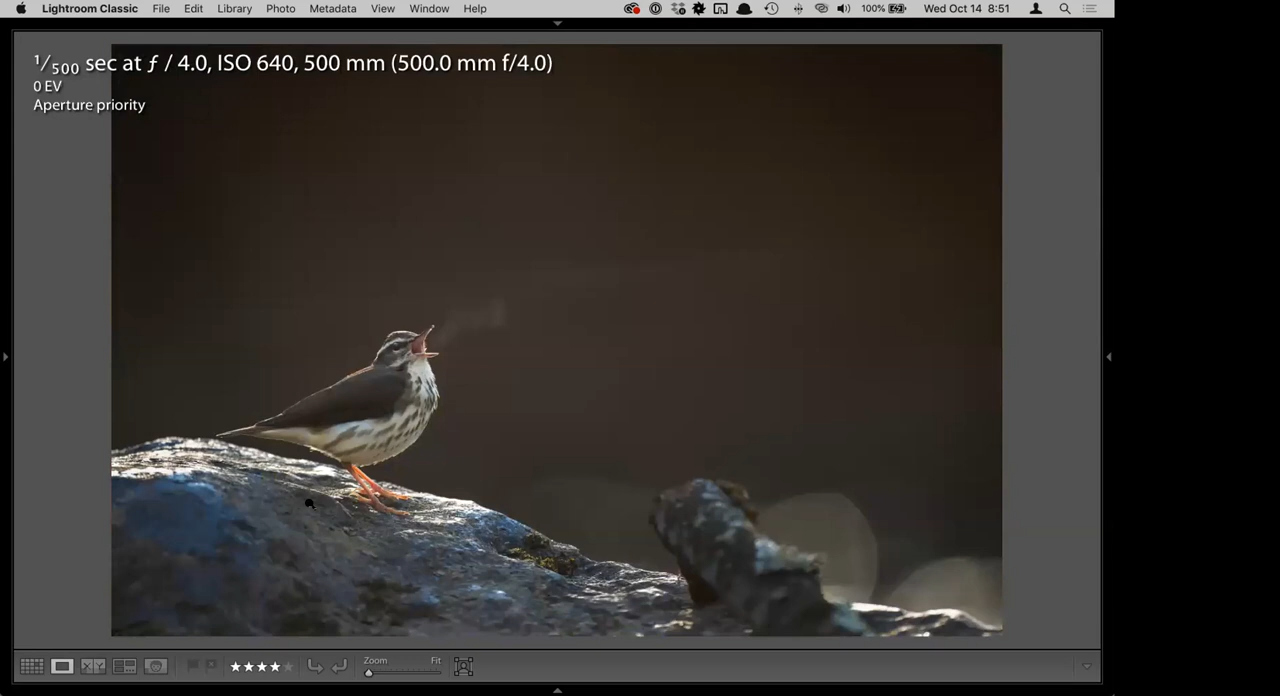 Lightroom Classic File Edit Library Photo Metadata View Window Help 100% Wed Oct 14 8:51
1/500 sec at ƒ / 4.0, ISO 640, 500 mm (500.0 mm f/4.0)
0 EV
Aperture priority
Zoom Fit